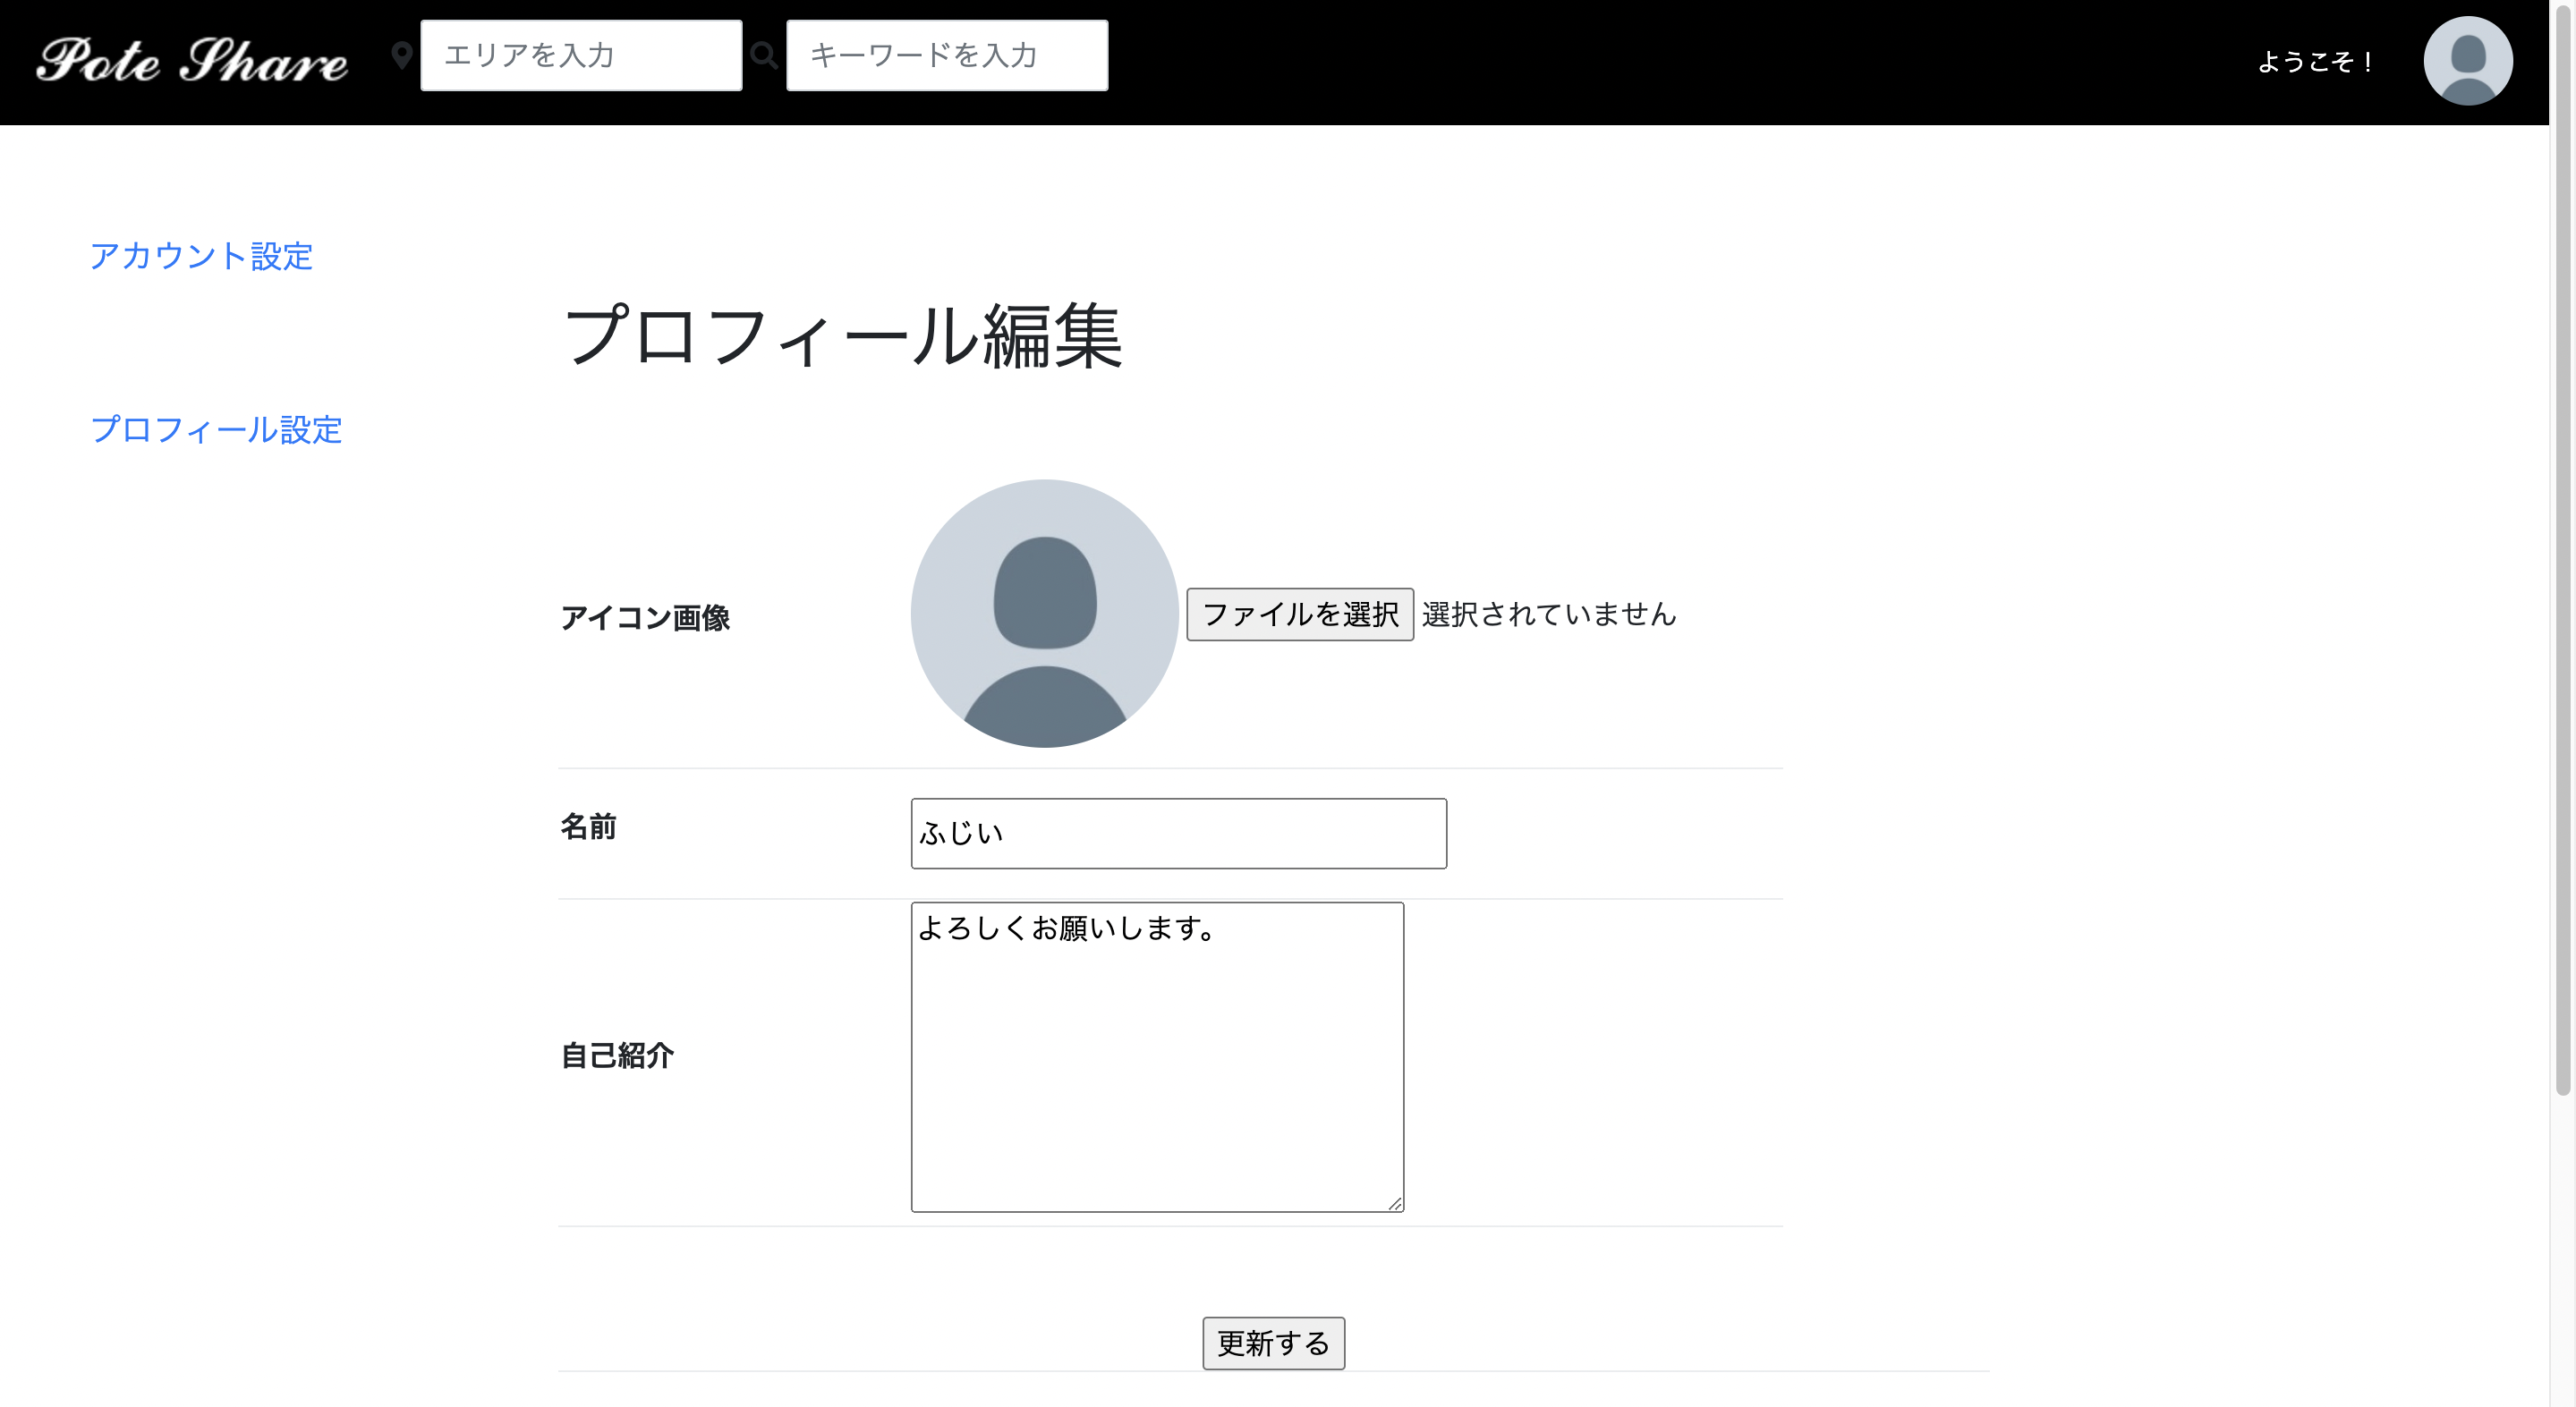 Pote Share
エリアを入力
キーワードを入力
ようこそ！
アカウント設定
プロフィール設定
プロフィール編集
アイコン画像
ファイルを選択 選択されていません
名前
ふじい
自己紹介
よろしくお願いします。
更新する